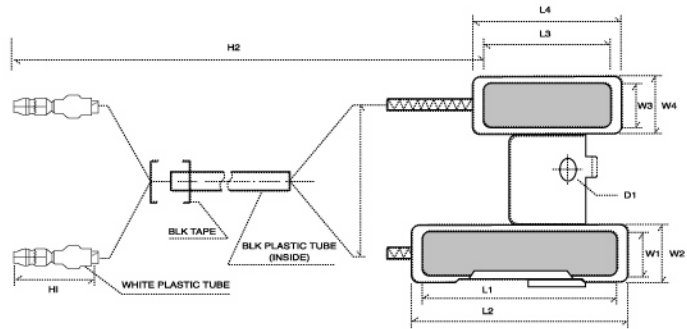 L4
L3
H2
W3
W4
D1
BLK TAPE
BLK PLASTIC TUBE
(INSIDE)
WHITE PLASTIC TUBE
HI
W1
W2
L1
L2